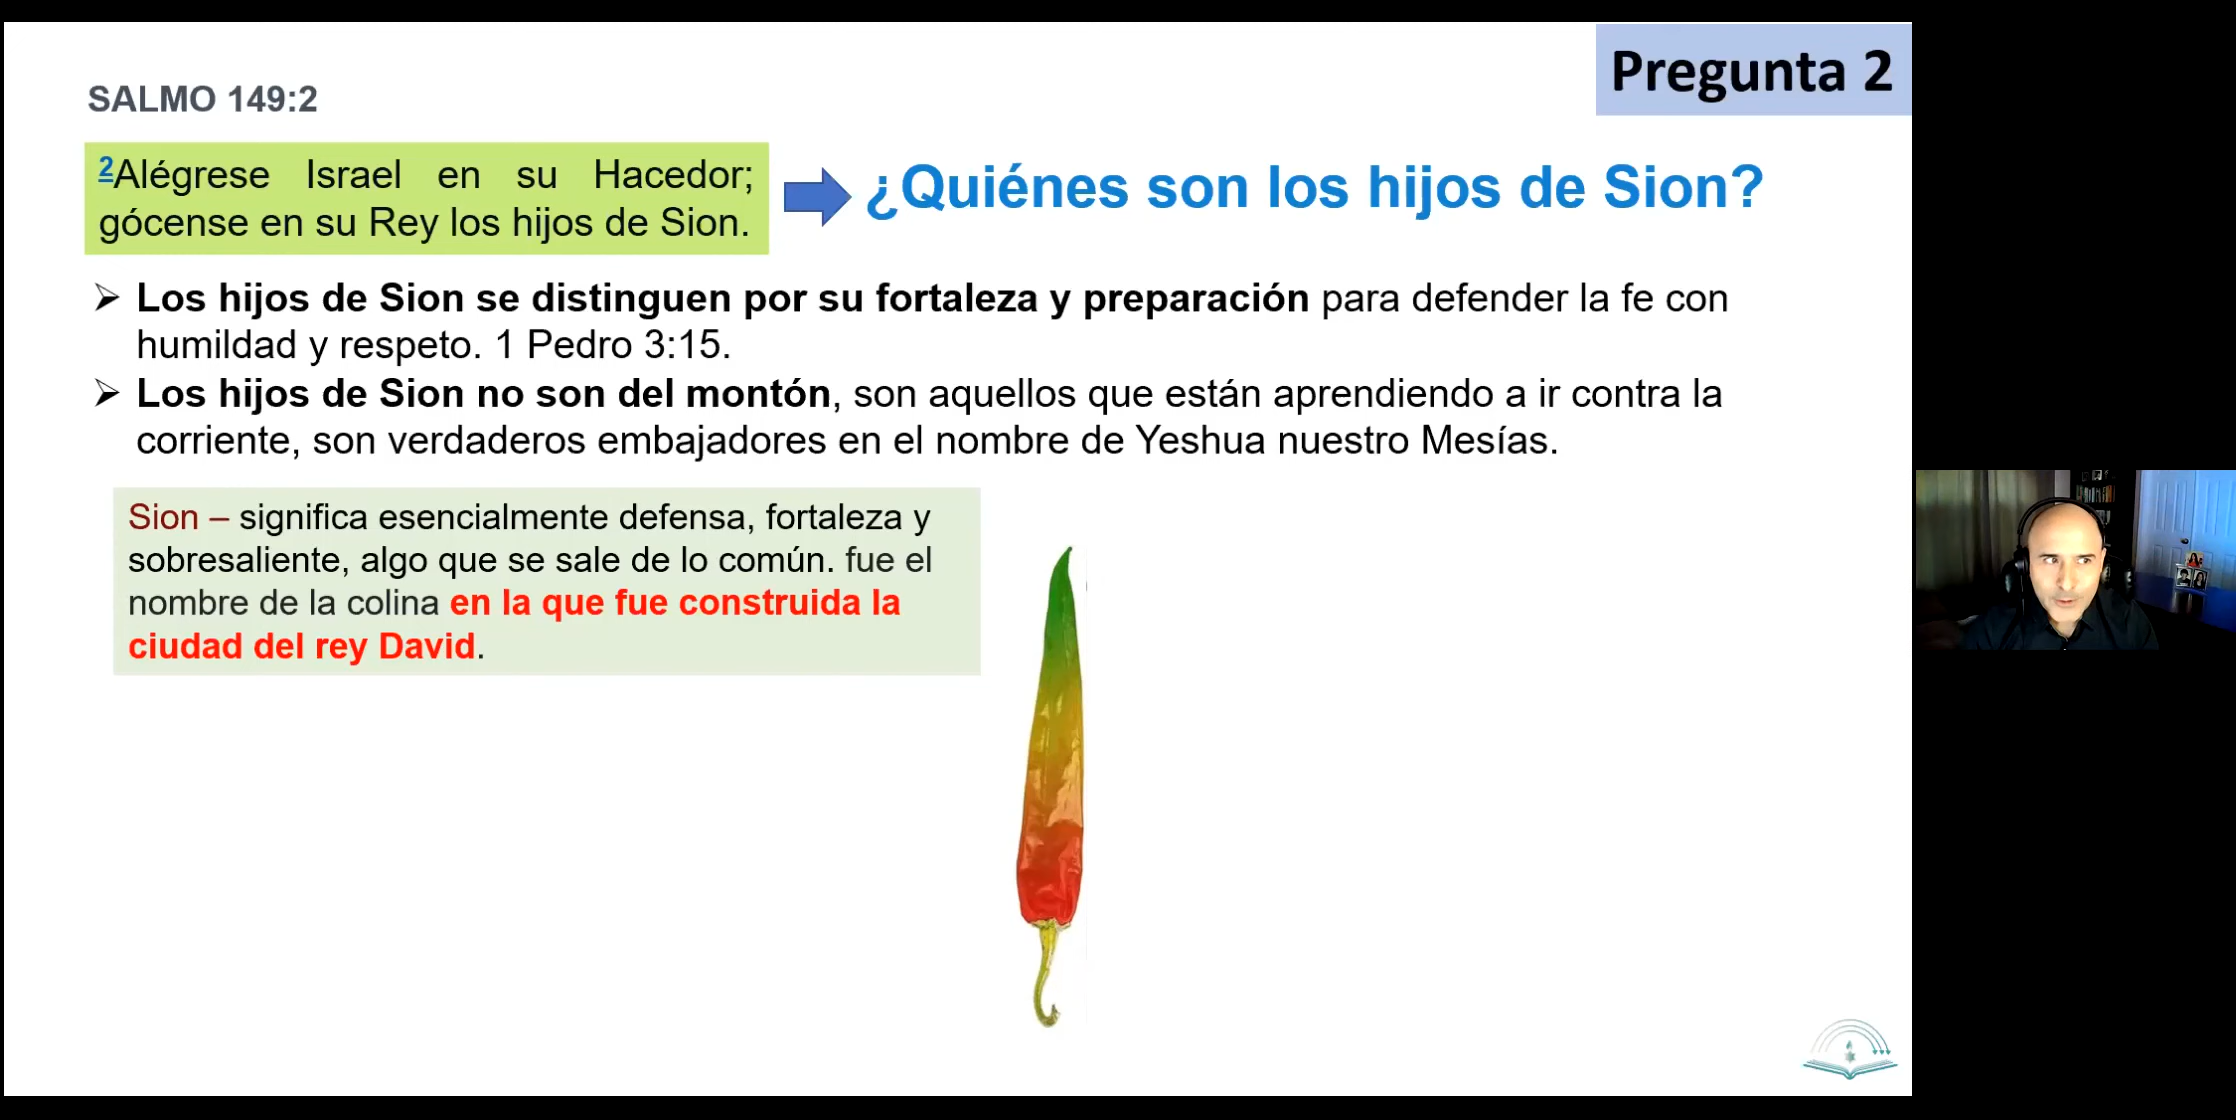 Pregunta 2
SALMO 149:2
2Alégrese Israel en su Hacedor;
gócense en su Rey los hijos de Sion.
¿Quiénes son los hijos de Sion?
➢ Los hijos de Sion se distinguen por su fortaleza y preparación para defender la fe con
humildad y respeto. 1 Pedro 3:15.
➢ Los hijos de Sion no son del montón, son aquellos que están aprendiendo a ir contra la
corriente, son verdaderos embajadores en el nombre de Yeshua nuestro Mesías.
Sion – significa esencialmente defensa, fortaleza y
sobresaliente, algo que se sale de lo común. fue el
nombre de la colina en la que fue construida la
ciudad del rey David.